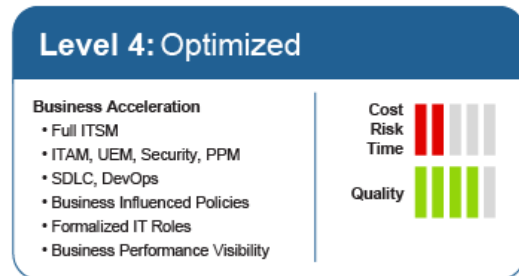 Level 4: Optimized
Business Acceleration
• Full ITSM
• ITAM, UEM, Security, PPM
• SDLC, DevOps
• Business Influenced Policies
• Formalized IT Roles
• Business Performance Visibility
Cost
Risk
Time
Quality